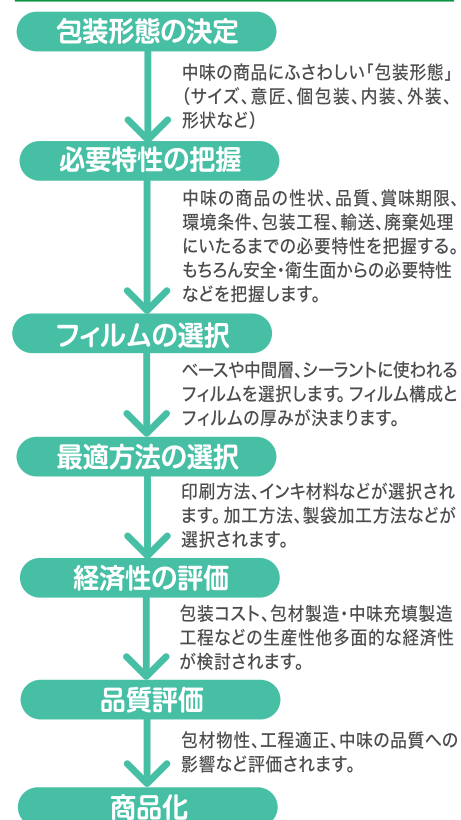 包装形態の決定
中味の商品にふさわしい「包装形態」
(サイズ、意匠、個包装、内装、外装、
形状など)
必要特性の把握
中味の商品の性状、品質、賞味期限、
環境条件、包装工程、輸送、廃棄処理
にいたるまでの必要特性を把握する。
もちろん安全・衛生面からの必要特性
などを把握します。
フィルムの選択
ベースや中間層、シーラントに使われる
フィルムを選択します。フィルム構成と
フィルムの厚みが決まります。
最適方法の選択
印刷方法、インキ材料などが選択され
ます。加工方法、製袋加工方法などが
選択されます。
経済性の評価
包装コスト、包材製造・中味充填製造
工程などの生産性他多面的な経済性
が検討されます。
品質評価
包材物性、工程適正、中味の品質への
影響など評価されます。
商品化